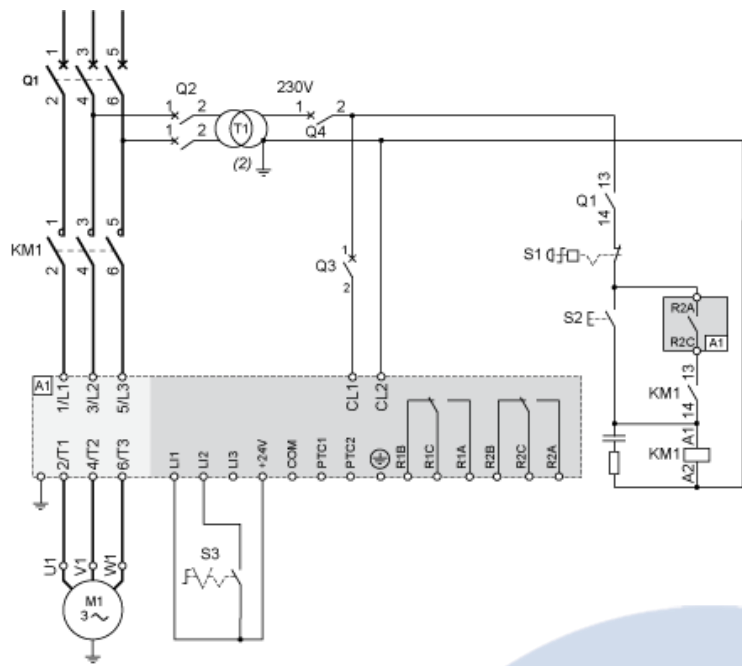 1 3 5
Q1
2 4 6
Q2
1 2
1 2
T1
(2)
230V
1 2
Q4
13
Q1
14
1 3 5
KM1
2 4 6
1
Q3
2
S1
S2
R2A
R2C
A1
13
KM1
14
A1
KM1
A2
A1
1/L1 3/L2 5/L3
CL1 CL2
2/T1 4/T2 6/T3
LI1 LI2 LI3 +24V COM PTC1 PTC2 R1B R1C R1A R2B R2C R2A
S3
U1 V1 W1
M1
3